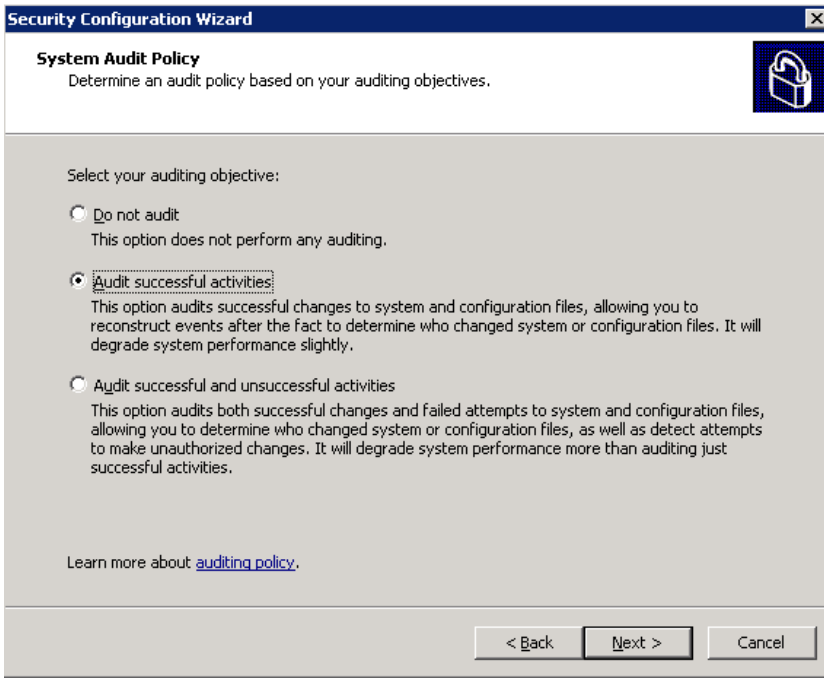 Security Configuration Wizard
System Audit Policy
Determine an audit policy based on your auditing objectives.
Select your auditing objective:
Do not audit
This option does not perform any auditing.
Audit successful activities
This option audits successful changes to system and configuration files, allowing you to
reconstruct events after the fact to determine who changed system or configuration files. It will
degrade system performance slightly.
Audit successful and unsuccessful activities
This option audits both successful changes and failed attempts to system and configuration files,
allowing you to determine who changed system or configuration files, as well as detect attempts
to make unauthorized changes. It will degrade system performance more than auditing just
successful activities.
Learn more about auditing policy.
< Back Next > Cancel